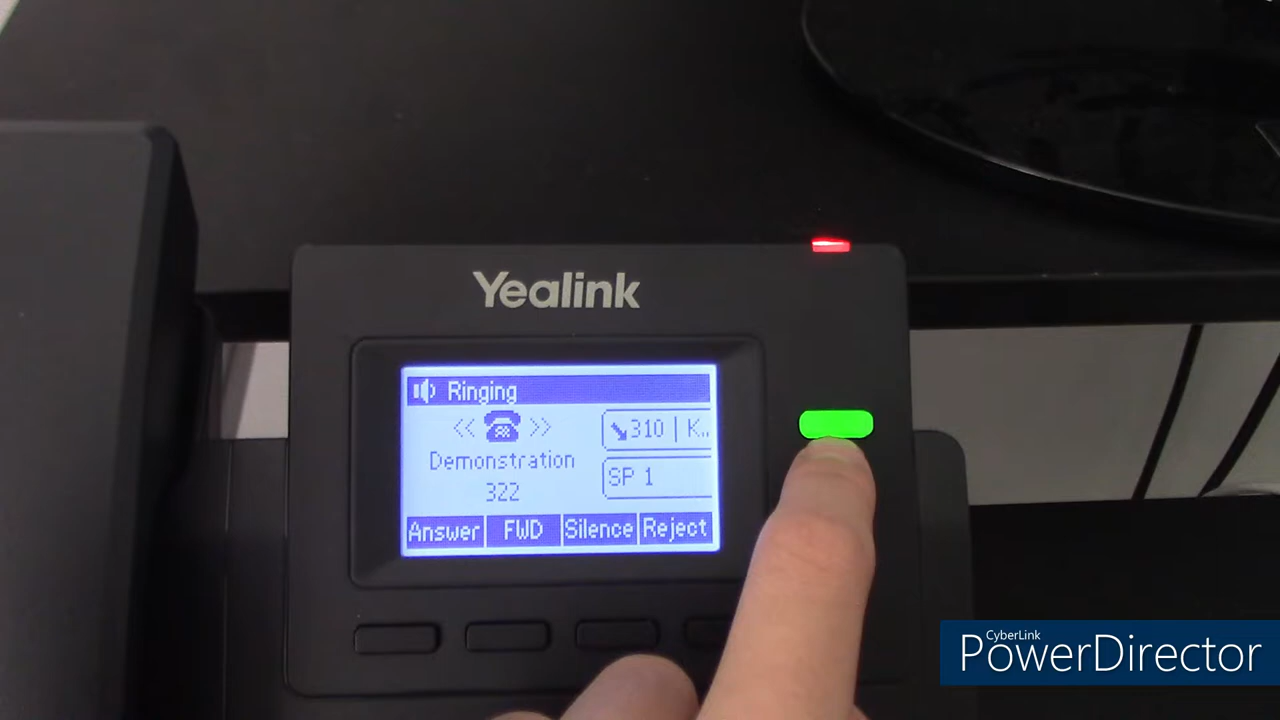 Yealink
Ringing
<< >>
310 | K..
Demonstration
322
SP 1
Answer FWD Silence Reject
CyberLink
PowerDirector